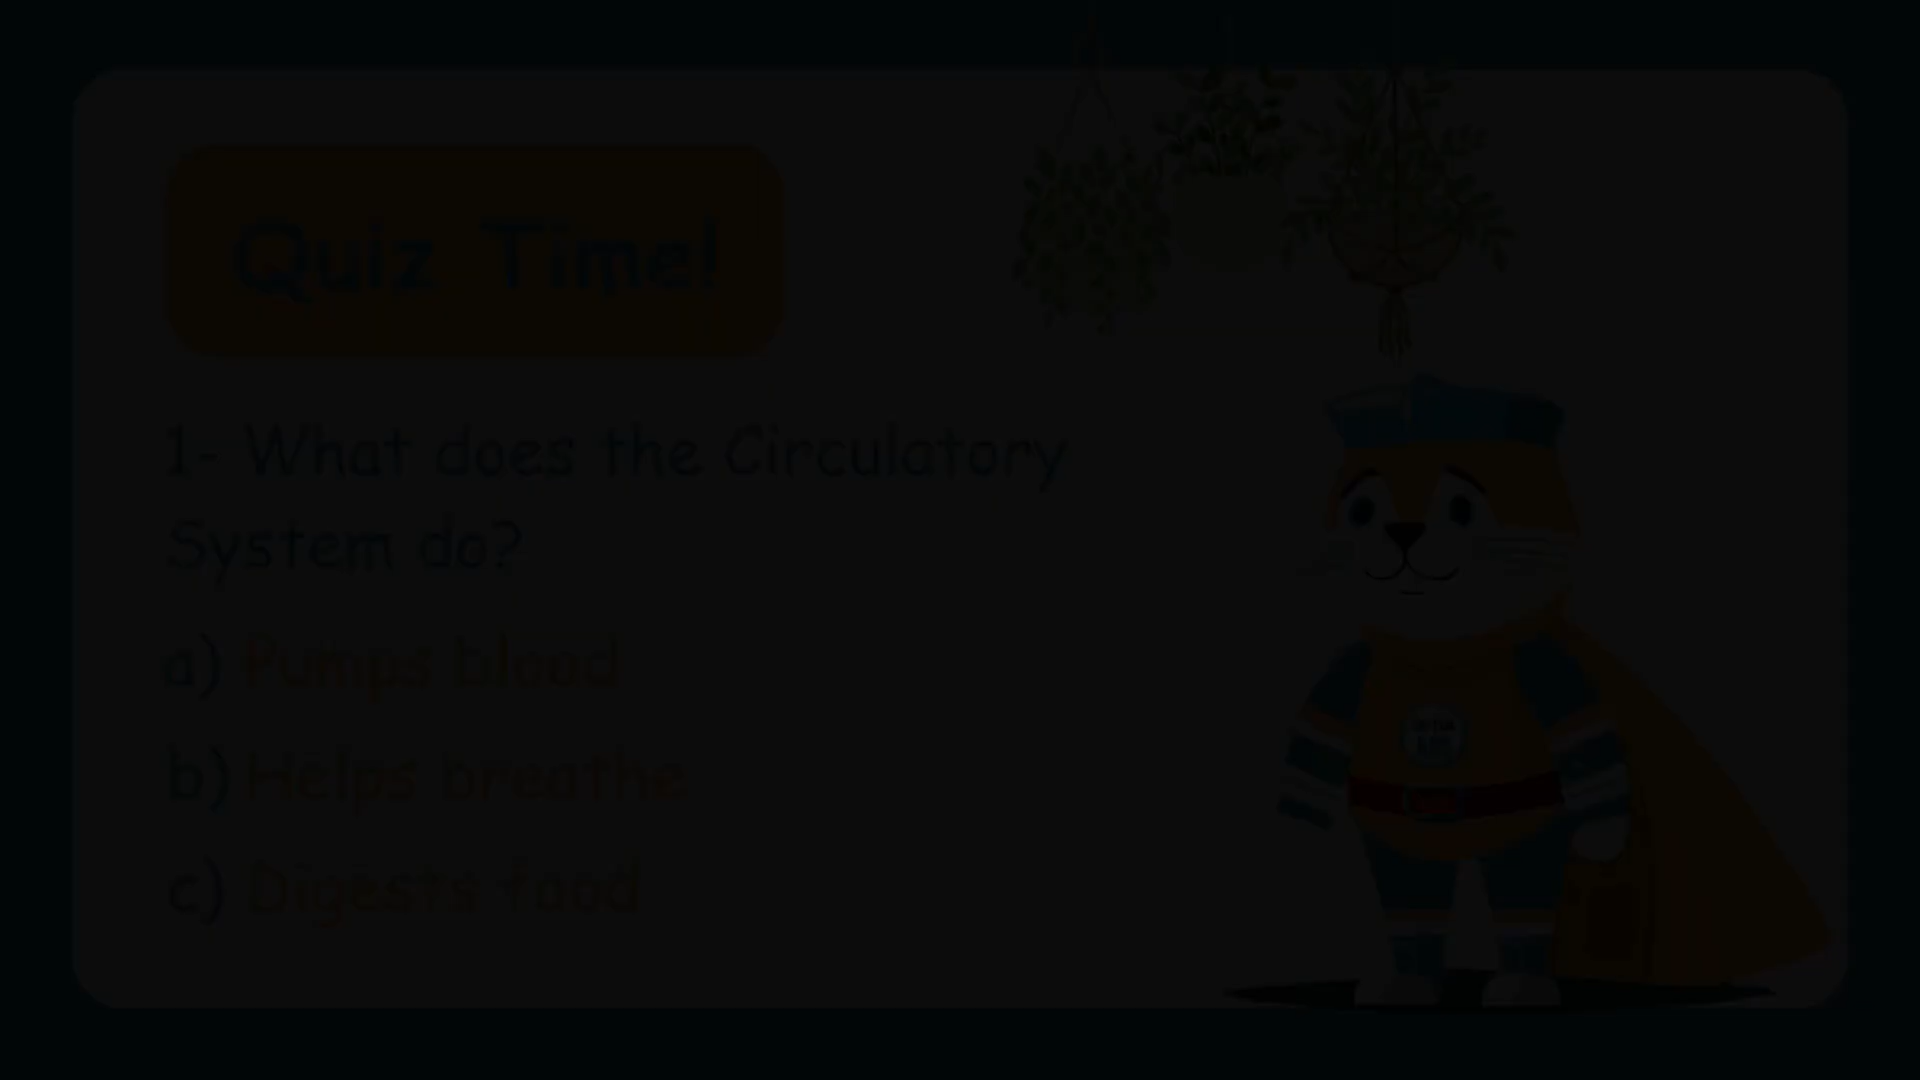 Quiz Time!
1- What does the Circulatory
System do?
a) Pumps blood
b) Helps breathe
c) Digests food